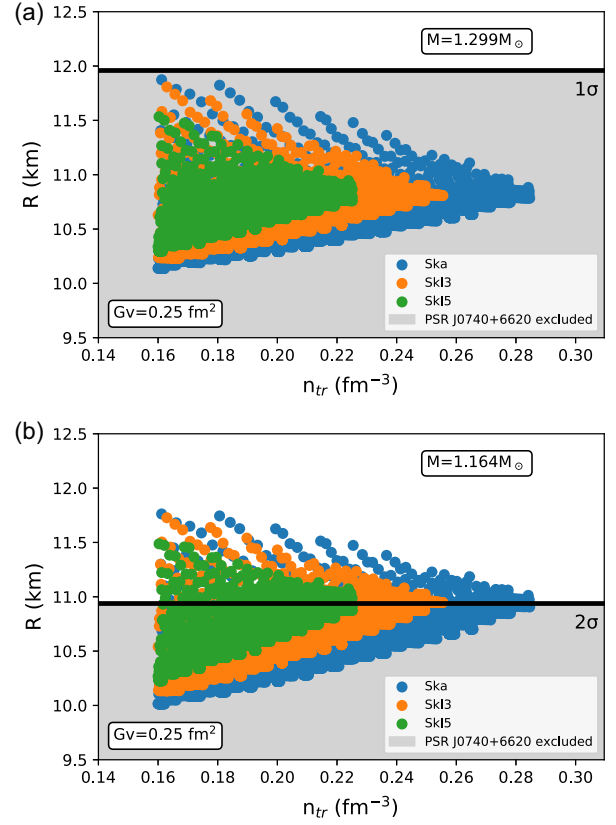 (a)
12.5
12.0
11.5
11.0
10.5
10.0
9.5
R (km)
M=1.299M☉
1σ
Gv=0.25 fm²
Ska
Skl3
Skl5
PSR J0740+6620 excluded
0.14 0.16 0.18 0.20 0.22 0.24 0.26 0.28 0.30
n_tr (fm⁻³)
(b)
12.5
12.0
11.5
11.0
10.5
10.0
9.5
R (km)
M=1.164M☉
2σ
Gv=0.25 fm²
Ska
Skl3
Skl5
PSR J0740+6620 excluded
0.14 0.16 0.18 0.20 0.22 0.24 0.26 0.28 0.30
n_tr (fm⁻³)